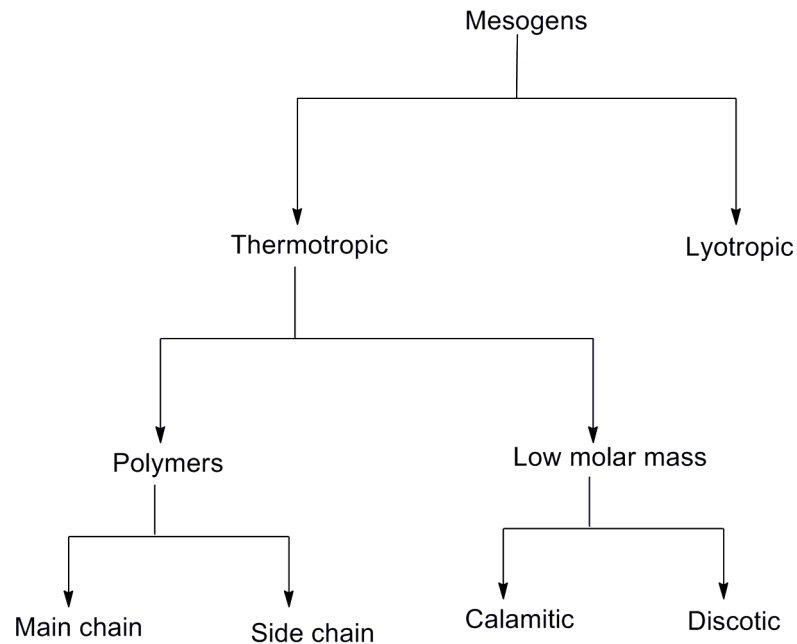 Mesogens
Thermotropic
Lyotropic
Polymers
Low molar mass
Main chain
Side chain
Calamitic
Discotic